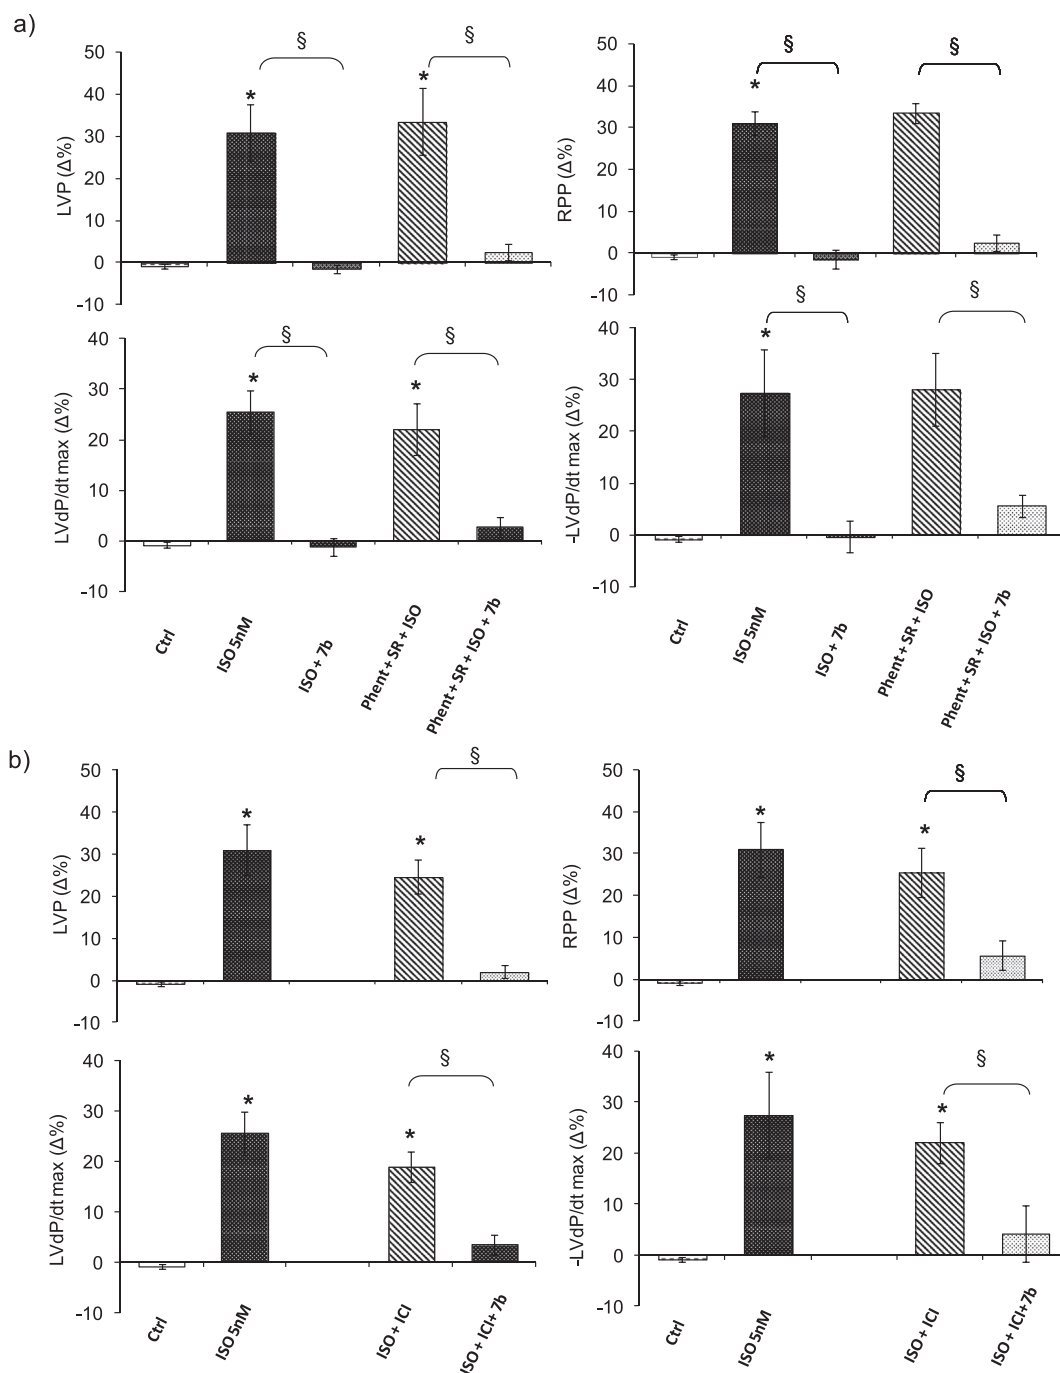 a)
§
§
50
40
30
20
10
0
-10
LVP (Δ%)
*
*
§
§
50
40
30
20
10
0
-10
RPP (Δ%)
*
§
§
40
30
20
10
0
-10
LVdP/dt max (Δ%)
*
*
§
§
40
30
20
10
0
-10
-LVdP/dt max (Δ%)
*
Ctrl
ISO 5nM
ISO + 7b
Phent + SR + ISO
Phent + SR + ISO + 7b
Ctrl
ISO 5nM
ISO + 7b
Phent + SR + ISO
Phent + SR + ISO + 7b
b)
§
50
40
30
20
10
0
-10
LVP (Δ%)
*
*
§
50
40
30
20
10
0
-10
RPP (Δ%)
*
*
§
40
30
20
10
0
-10
LVdP/dt max (Δ%)
*
*
§
40
30
20
10
0
-10
-LVdP/dt max (Δ%)
*
*
Ctrl
ISO 5nM
ISO + ICI
ISO + ICI + 7b
Ctrl
ISO 5nM
ISO + ICI
ISO + ICI+ 7b